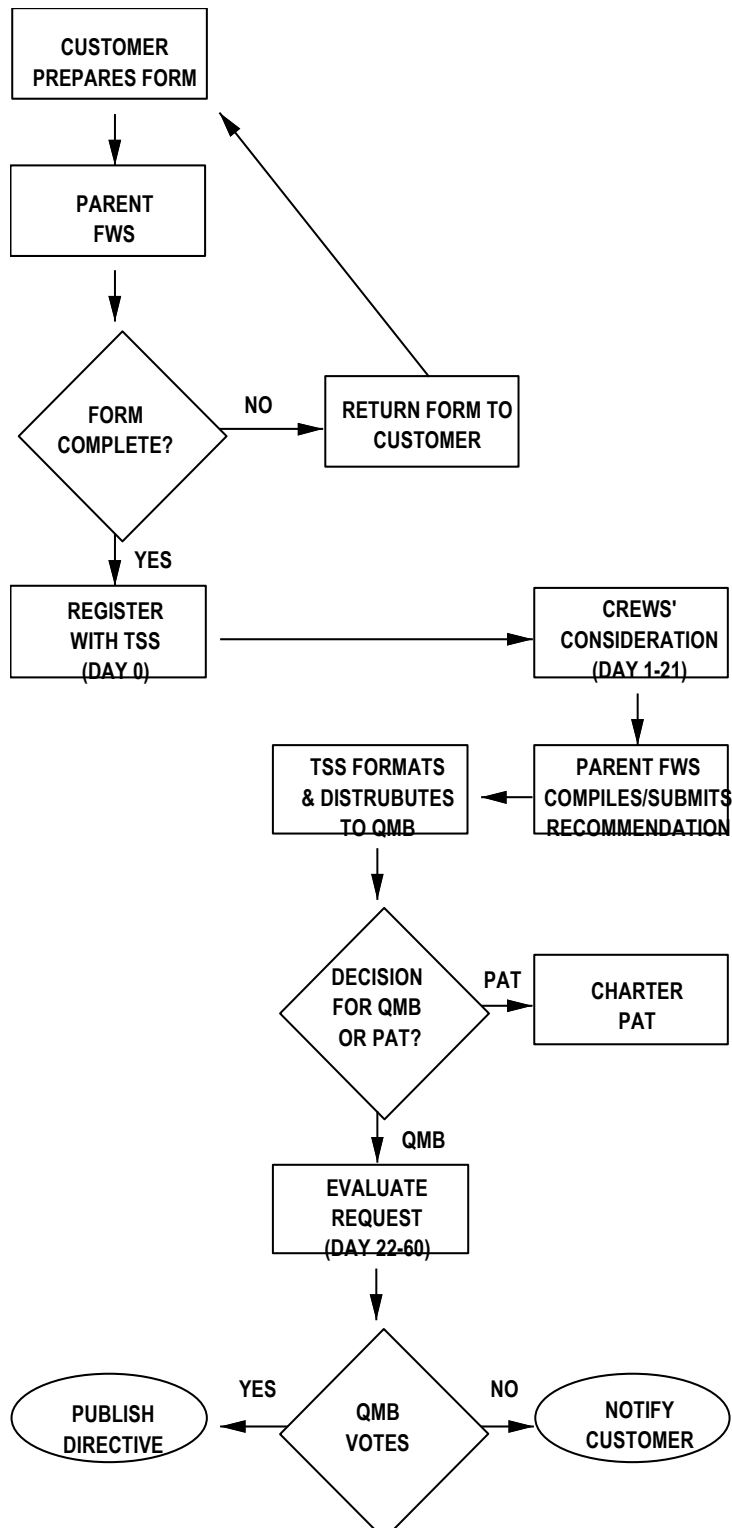 CUSTOMER
PREPARES FORM
PARENT
FWS
FORM
COMPLETE?
NO
RETURN FORM TO
CUSTOMER
YES
REGISTER
WITH TSS
(DAY 0)
CREWS'
CONSIDERATION
(DAY 1-21)
PARENT FWS
COMPILES/SUBMITS
RECOMMENDATION
TSS FORMATS
& DISTRUBUTES
TO QMB
DECISION
FOR QMB
OR PAT?
PAT
CHARTER
PAT
QMB
EVALUATE
REQUEST
(DAY 22-60)
QMB
VOTES
YES
PUBLISH
DIRECTIVE
NO
NOTIFY
CUSTOMER